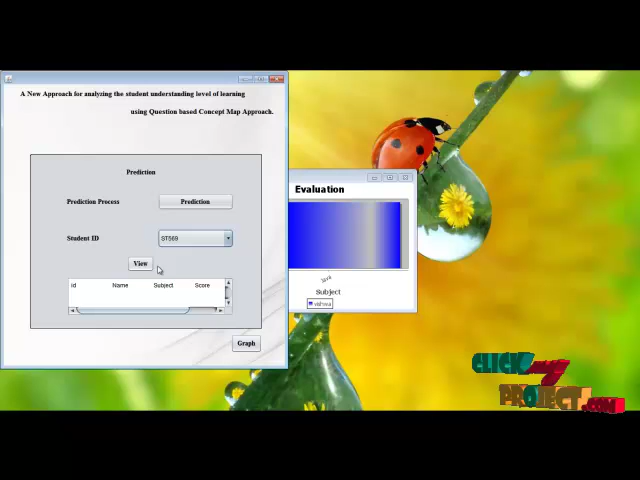 A New Approach for analyzing the student understanding level of learning
using Question based Concept Map Approach.
Prediction
Prediction Process
Prediction
Student ID
ST569
View
id Name Subject Score
Graph
Evaluation
java
Subject
CLICK MY
PROJECT.COM